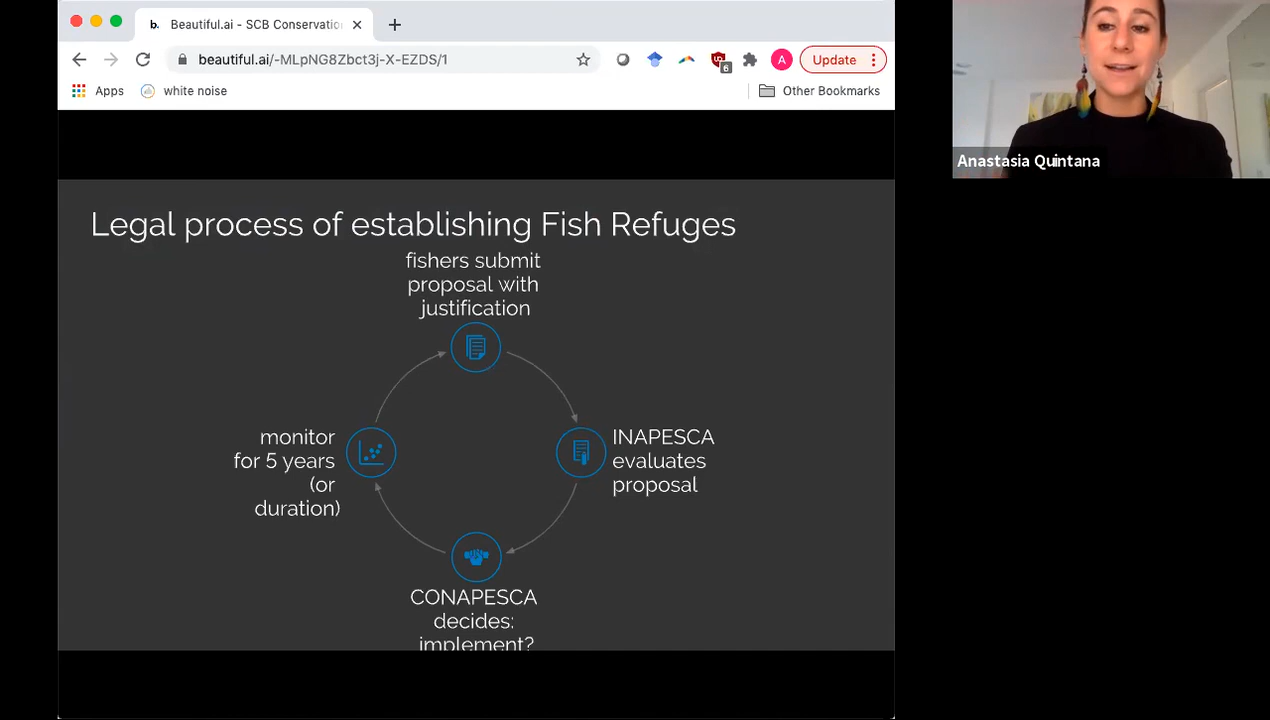 b. Beautiful.ai - SCB Conservatio
beautiful.ai/-MLpNG8Zbct3j-X-EZDS/1
6
A
Update
Apps
white noise
Other Bookmarks
Anastasia Quintana
Legal process of establishing Fish Refuges
fishers submit
proposal with
justification
monitor
for 5 years
(or
duration)
INAPESCA
evaluates
proposal
CONAPESCA
decides:
implement?